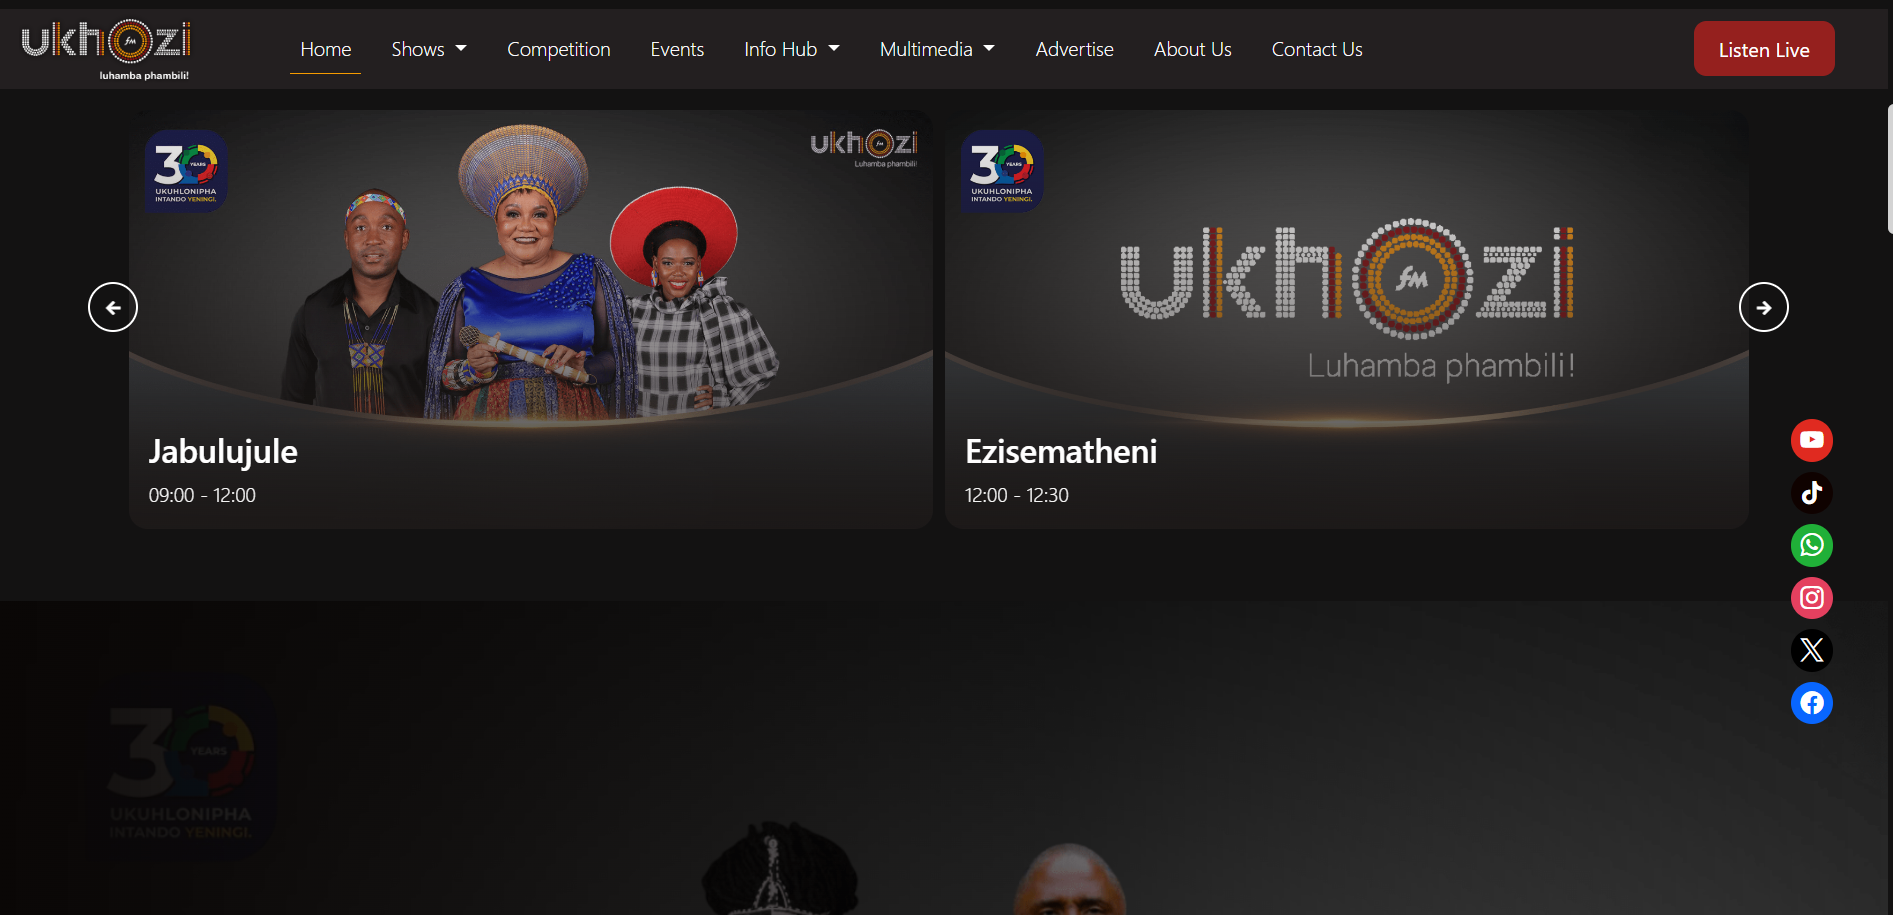 ukhozi
fm
luhamba phambili!
Home
Shows
Competition
Events
Info Hub
Multimedia
Advertise
About Us
Contact Us
Listen Live
30
YEARS
UKUHLONIPHA
INTANDO YENINGI.
ukhozi
fm
Luhamba phambili!
Jabulujule
09:00 - 12:00
30
YEARS
UKUHLONIPHA
INTANDO YENINGI.
ukhozi
fm
Luhamba phambili!
Ezisematheni
12:00 - 12:30
30
YEARS
UKUHLONIPHA
INTANDO YENINGI.